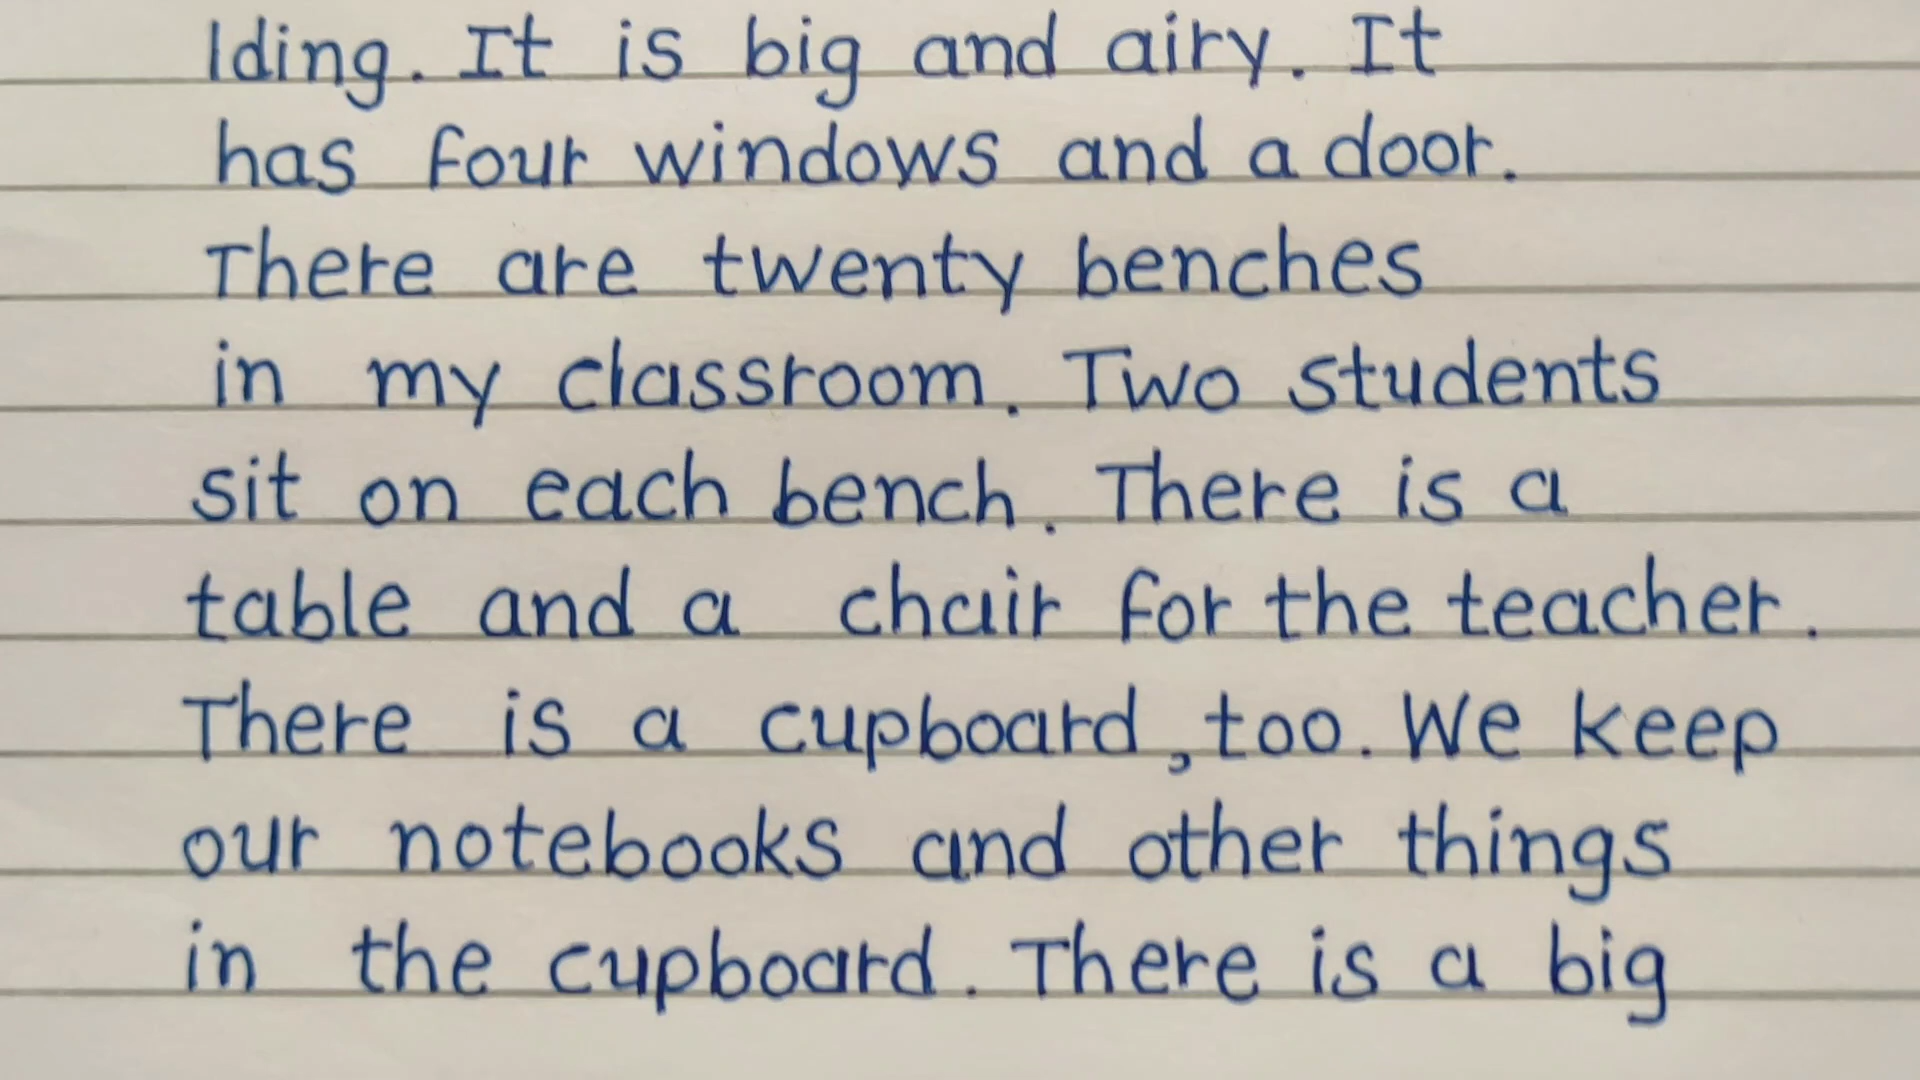 lding. It is big and airy. It
has four windows and a door.
There are twenty benches
in my classroom. Two students
sit on each bench. There is a
table and a chair for the teacher.
There is a cupboard, too. We keep
our notebooks and other things
in the cupboard. There is a big